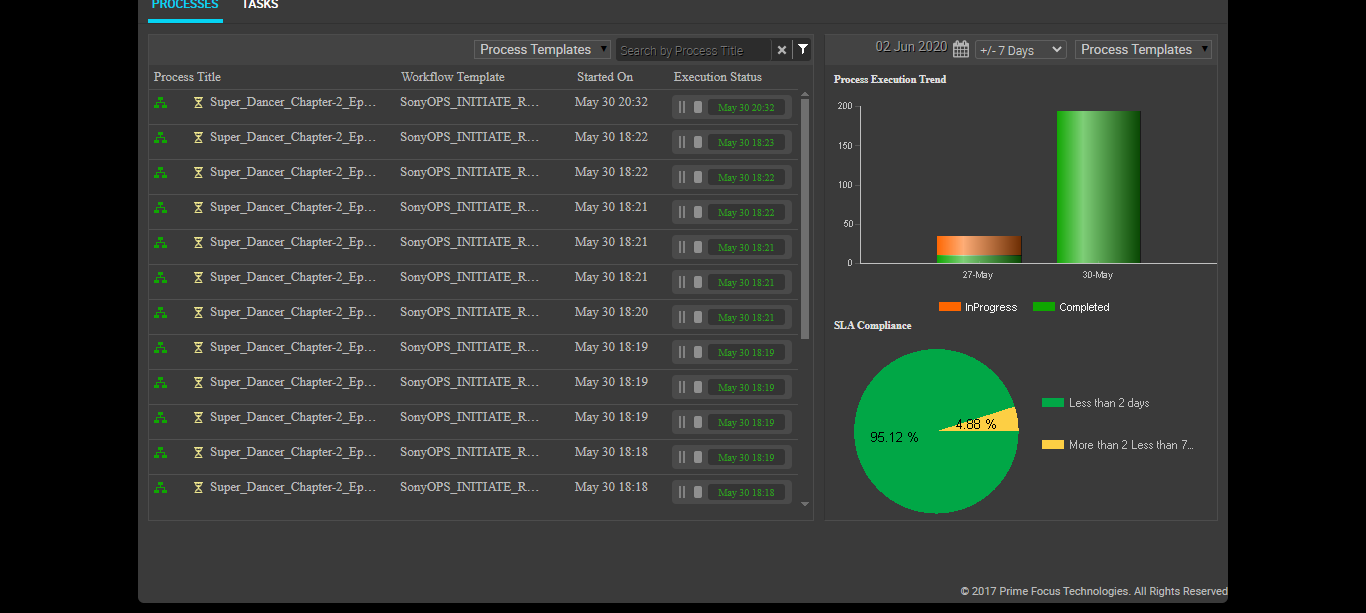 PROCESSES TASKS
Process Templates Search by Process Title
Process Title Workflow Template Started On Execution Status
Super_Dancer_Chapter-2_Ep... SonyOPS_INITIATE_R... May 30 20:32 May 30 20:32
Super_Dancer_Chapter-2_Ep... SonyOPS_INITIATE_R... May 30 18:22 May 30 18:23
Super_Dancer_Chapter-2_Ep... SonyOPS_INITIATE_R... May 30 18:22 May 30 18:22
Super_Dancer_Chapter-2_Ep... SonyOPS_INITIATE_R... May 30 18:21 May 30 18:22
Super_Dancer_Chapter-2_Ep... SonyOPS_INITIATE_R... May 30 18:21 May 30 18:21
Super_Dancer_Chapter-2_Ep... SonyOPS_INITIATE_R... May 30 18:21 May 30 18:21
Super_Dancer_Chapter-2_Ep... SonyOPS_INITIATE_R... May 30 18:20 May 30 18:21
Super_Dancer_Chapter-2_Ep... SonyOPS_INITIATE_R... May 30 18:19 May 30 18:19
Super_Dancer_Chapter-2_Ep... SonyOPS_INITIATE_R... May 30 18:19 May 30 18:19
Super_Dancer_Chapter-2_Ep... SonyOPS_INITIATE_R... May 30 18:19 May 30 18:19
Super_Dancer_Chapter-2_Ep... SonyOPS_INITIATE_R... May 30 18:18 May 30 18:19
Super_Dancer_Chapter-2_Ep... SonyOPS_INITIATE_R... May 30 18:18 May 30 18:18
02 Jun 2020 +/- 7 Days Process Templates
Process Execution Trend
200
150
100
50
0
27-May 30-May
InProgress Completed
SLA Compliance
Less than 2 days
4.88 %
95.12 %
More than 2 Less than 7...
© 2017 Prime Focus Technologies. All Rights Reserved